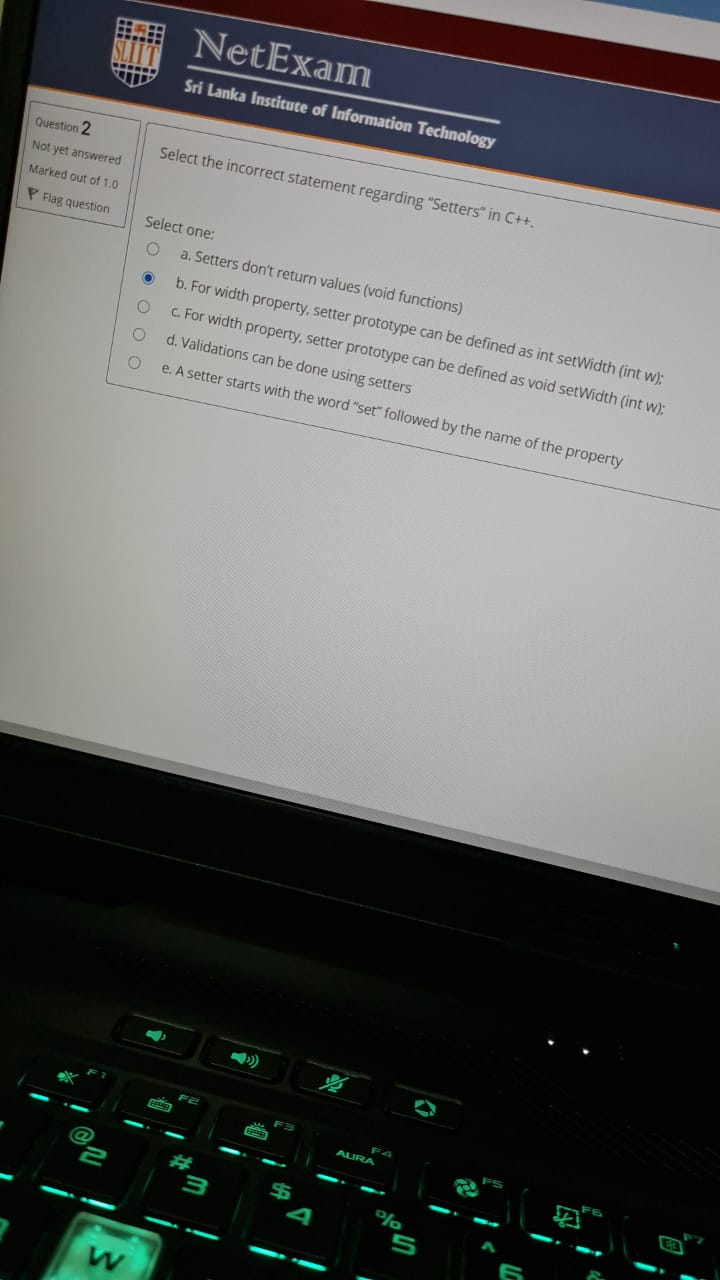 SLIIT
NetExam
Sri Lanka Institute of Information Technology
Question 2
Not yet answered
Marked out of 1.0
Flag question
Select the incorrect statement regarding "Setters" in C++.
Select one:
a. Setters don't return values (void functions)
b. For width property, setter prototype can be defined as int setWidth (int w);
c. For width property, setter prototype can be defined as void setWidth (int w);
d. Validations can be done using setters
e. A setter starts with the word "set" followed by the name of the property
F1
F2
F3
AURA F4
F5
F6
F7
@
2
#
3
$
4
%
5
^
6
W